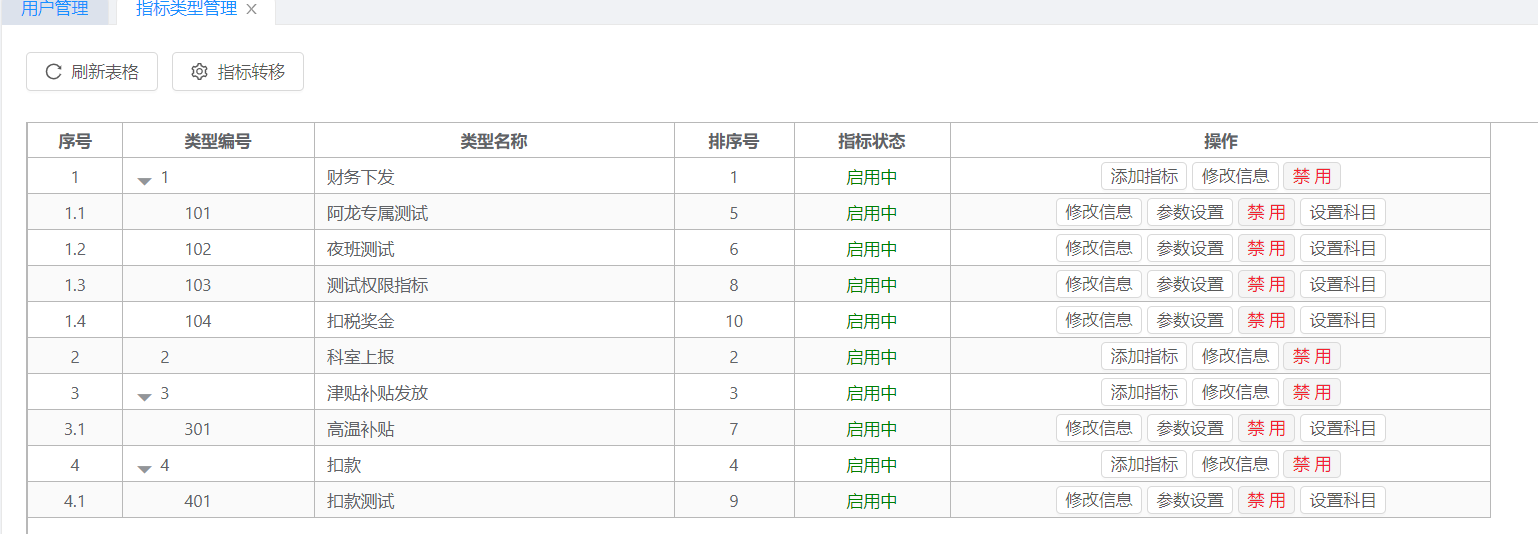 用户管理 指标类型管理
刷新表格 指标转移
序号 类型编号 类型名称 排序号 指标状态 操作
1 1 财务下发 1 启用中 添加指标 修改信息 禁 用
1.1 101 阿龙专属测试 5 启用中 修改信息 参数设置 禁 用 设置科目
1.2 102 夜班测试 6 启用中 修改信息 参数设置 禁 用 设置科目
1.3 103 测试权限指标 8 启用中 修改信息 参数设置 禁 用 设置科目
1.4 104 扣税奖金 10 启用中 修改信息 参数设置 禁 用 设置科目
2 2 科室上报 2 启用中 添加指标 修改信息 禁 用
3 3 津贴补贴发放 3 启用中 添加指标 修改信息 禁 用
3.1 301 高温补贴 7 启用中 修改信息 参数设置 禁 用 设置科目
4 4 扣款 4 启用中 添加指标 修改信息 禁 用
4.1 401 扣款测试 9 启用中 修改信息 参数设置 禁 用 设置科目